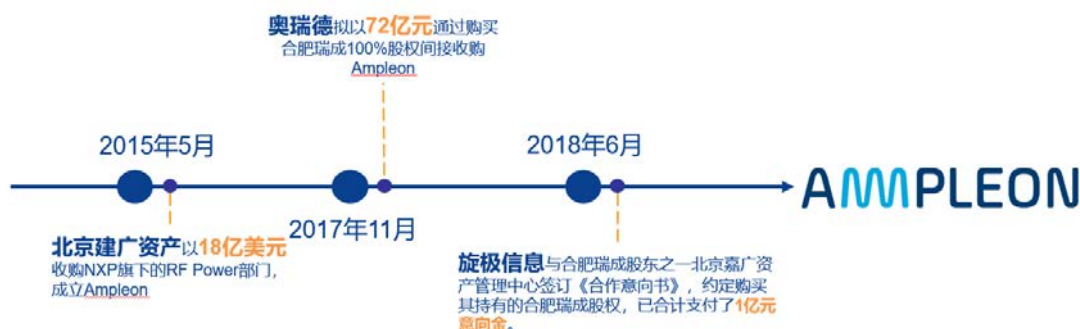 奥瑞德拟以72亿元通过购买
合肥瑞成100%股权间接收购
Ampleon
2015年5月
2018年6月
AMPLEON
2017年11月
北京建广资产以18亿美元
收购NXP旗下的RF Power部门，
成立Ampleon
旋极信息与合肥瑞成股东之一北京嘉广资
产管理中心签订《合作意向书》，约定购买
其持有的合肥瑞成股权，已合计支付了1亿元
意向金。